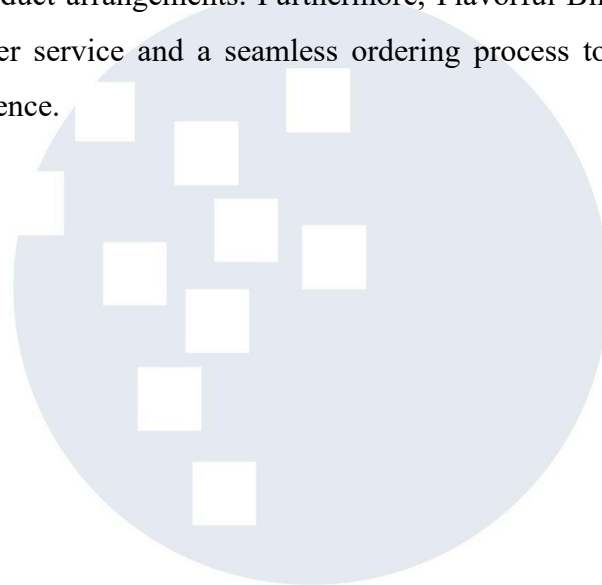 duct arrangements. Furthermore, Flavorful
er service and a seamless ordering process to
ence.